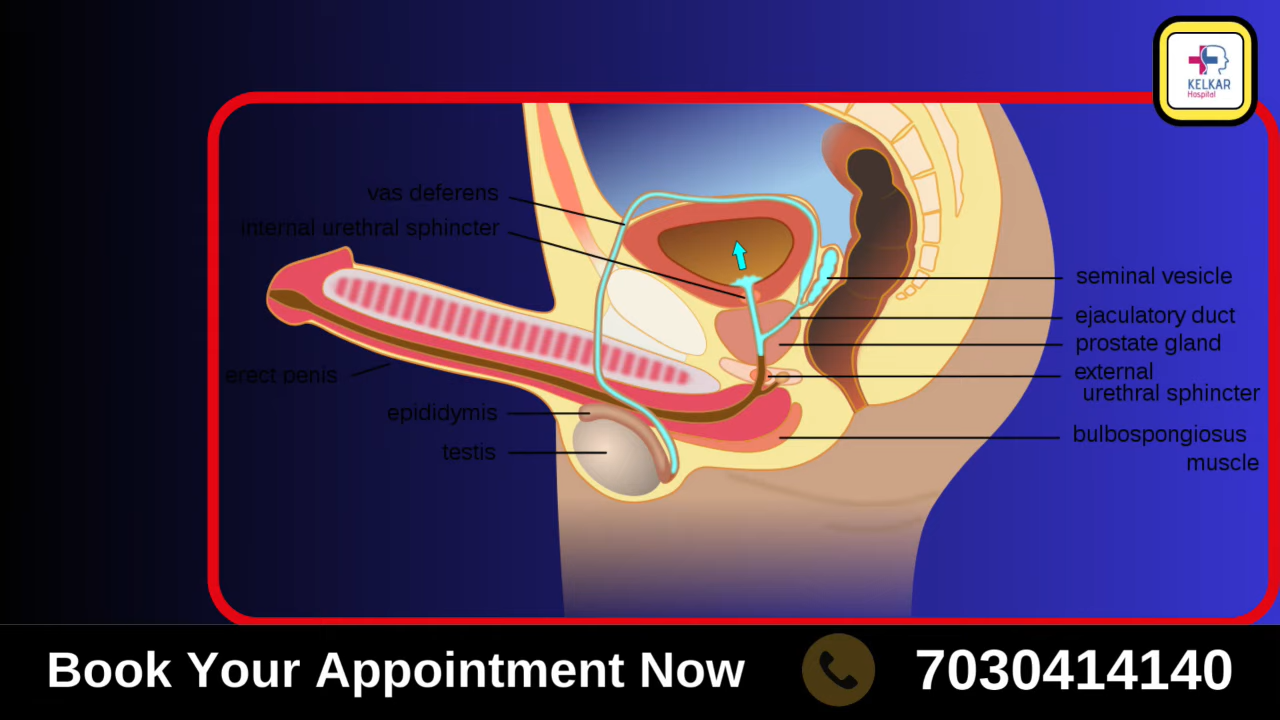 KELKAR
Hospital
vas deferens
internal urethral sphincter
erect penis
epididymis
testis
seminal vesicle
ejaculatory duct
prostate gland
external
urethral sphincter
bulbospongiosus
muscle
Book Your Appointment Now
7030414140